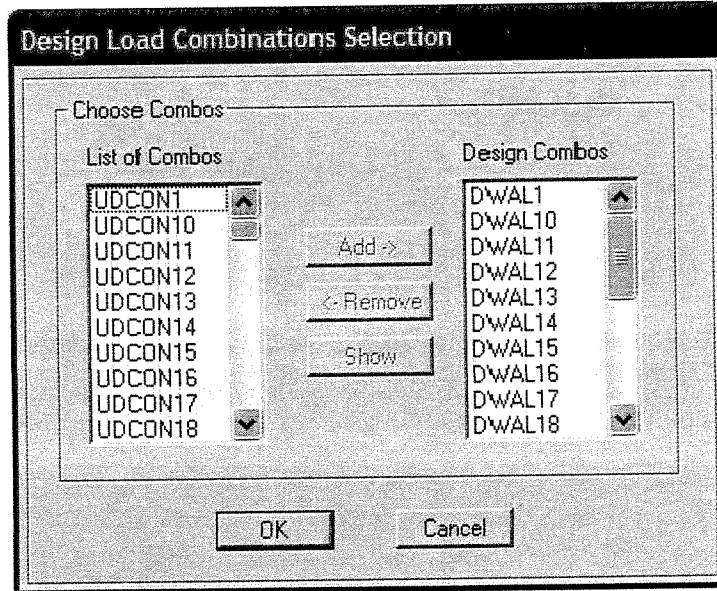 Design Load Combinations Selection
Choose Combos
List of Combos
UDCON1
UDCON10
UDCON11
UDCON12
UDCON13
UDCON14
UDCON15
UDCON16
UDCON17
UDCON18
Add ->
<- Remove
Show
Design Combos
DWAL1
DWAL10
DWAL11
DWAL12
DWAL13
DWAL14
DWAL15
DWAL16
DWAL17
DWAL18
OK
Cancel